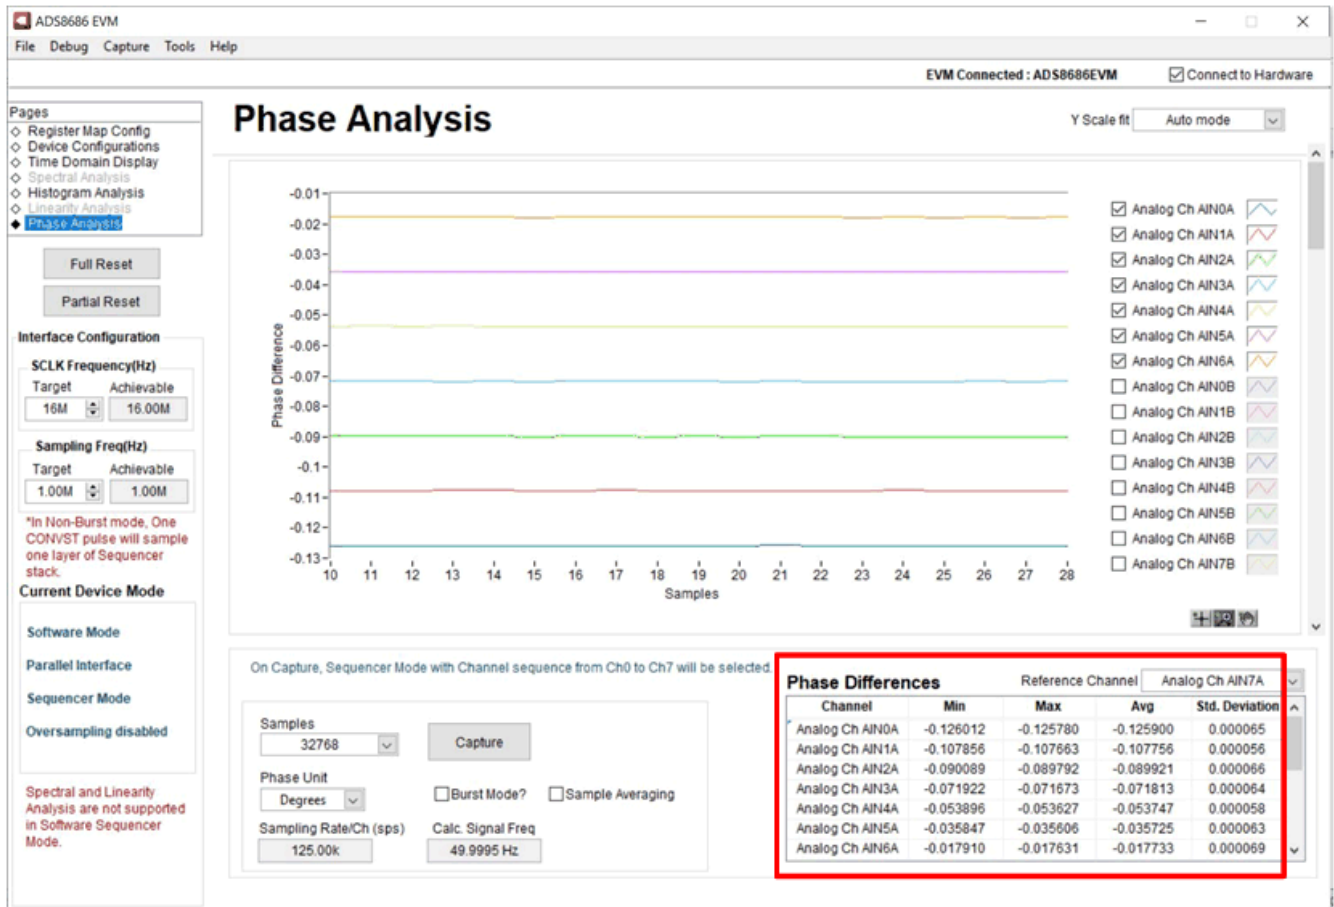 ADS8686 EVM
File Debug Capture Tools Help
EVM Connected : ADS8686EVM Connect to Hardware
Pages
Register Map Config
Device Configurations
Time Domain Display
Spectral Analysis
Histogram Analysis
Linearity Analysis
Phase Analysis
Full Reset
Partial Reset
Interface Configuration
SCLK Frequency(Hz)
Target Achievable
16M 16.00M
Sampling Freq(Hz)
Target Achievable
1.00M 1.00M
*In Non-Burst mode, One
CONVST pulse will sample
one layer of Sequencer
stack.
Current Device Mode
Software Mode
Parallel Interface
Sequencer Mode
Oversampling disabled
Spectral and Linearity
Analysis are not supported
in Software Sequencer
Mode.
Phase Analysis
Y Scale fit Auto mode
-0.01
-0.02
-0.03
-0.04
-0.05
-0.06
-0.07
-0.08
-0.09
-0.1
-0.11
-0.12
-0.13
Phase Difference
10 11 12 13 14 15 16 17 18 19 20 21 22 23 24 25 26 27 28
Samples
Analog Ch AIN0A
Analog Ch AIN1A
Analog Ch AIN2A
Analog Ch AIN3A
Analog Ch AIN4A
Analog Ch AIN5A
Analog Ch AIN6A
Analog Ch AIN0B
Analog Ch AIN1B
Analog Ch AIN2B
Analog Ch AIN3B
Analog Ch AIN4B
Analog Ch AIN5B
Analog Ch AIN6B
Analog Ch AIN7B
On Capture, Sequencer Mode with Channel sequence from Ch0 to Ch7 will be selected.
Samples
32768
Capture
Phase Unit
Degrees
Burst Mode? Sample Averaging
Sampling Rate/Ch (sps) Calc. Signal Freq
125.00k 49.9995 Hz
Phase Differences Reference Channel Analog Ch AIN7A
Channel Min Max Avg Std. Deviation
Analog Ch AIN0A -0.126012 -0.125780 -0.125900 0.000065
Analog Ch AIN1A -0.107856 -0.107663 -0.107756 0.000056
Analog Ch AIN2A -0.090089 -0.089792 -0.089921 0.000066
Analog Ch AIN3A -0.071922 -0.071673 -0.071813 0.000064
Analog Ch AIN4A -0.053896 -0.053627 -0.053747 0.000058
Analog Ch AIN5A -0.035847 -0.035606 -0.035725 0.000063
Analog Ch AIN6A -0.017910 -0.017631 -0.017733 0.000069